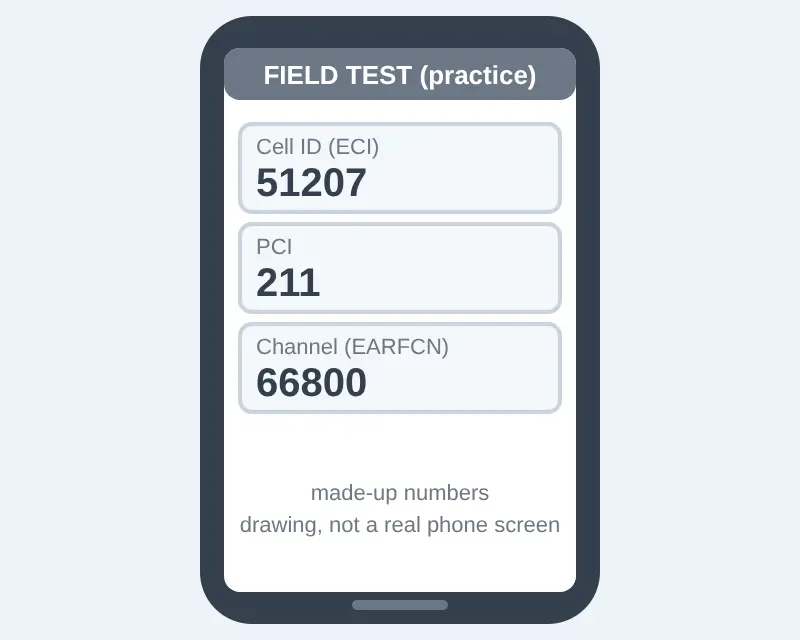 FIELD TEST (practice)
Cell ID (ECI)
51207
PCI
211
Channel (EARFCN)
66800
made-up numbers
drawing, not a real phone screen